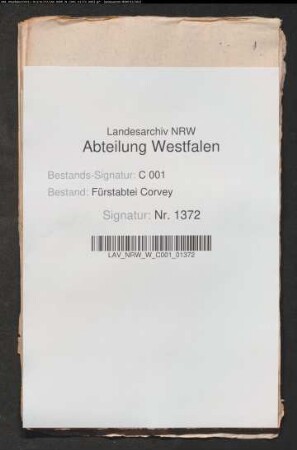 Landesarchiv NRW
Abteilung Westfalen
Bestands-Signatur: C 001
Bestand: Fürstabtei Corvey
Signatur: Nr. 1372
LAV_NRW_W_C001_01372